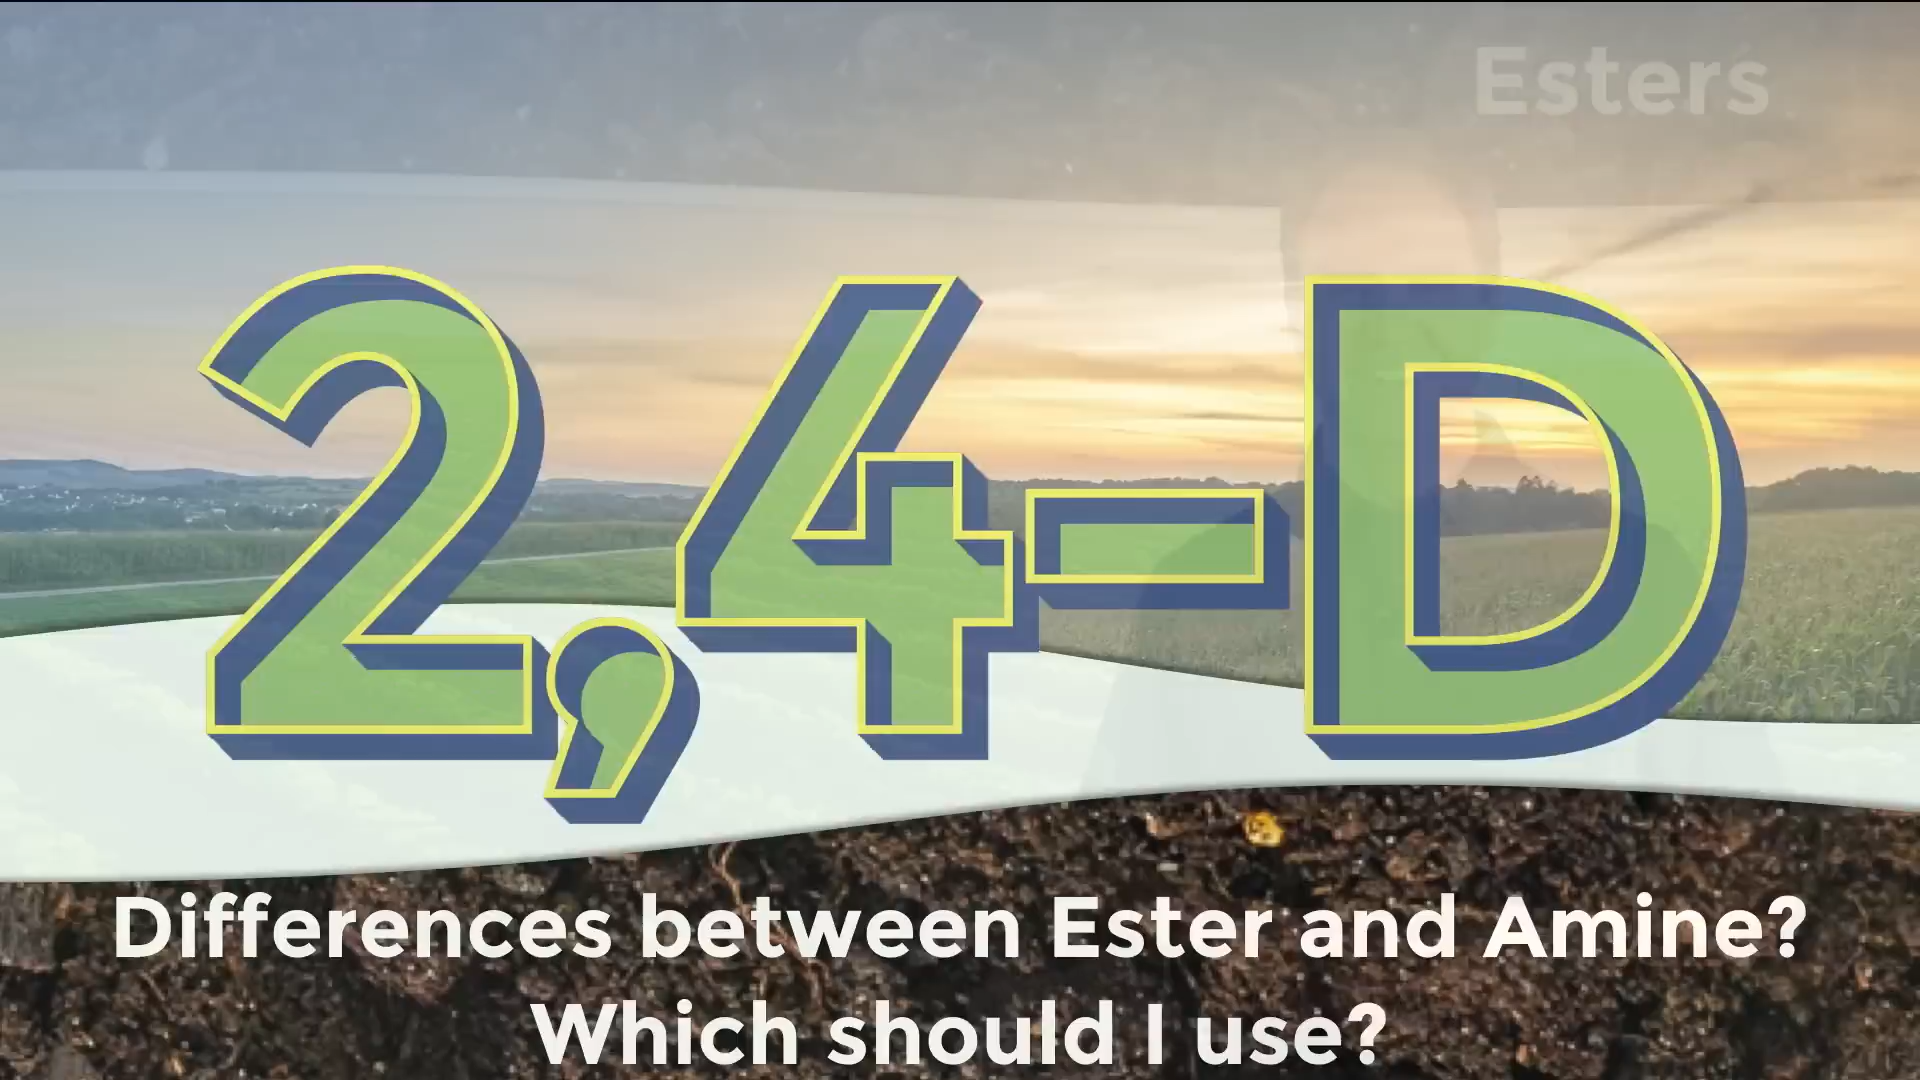 Esters
2,4-D
Differences between Ester and Amine?
Which should I use?